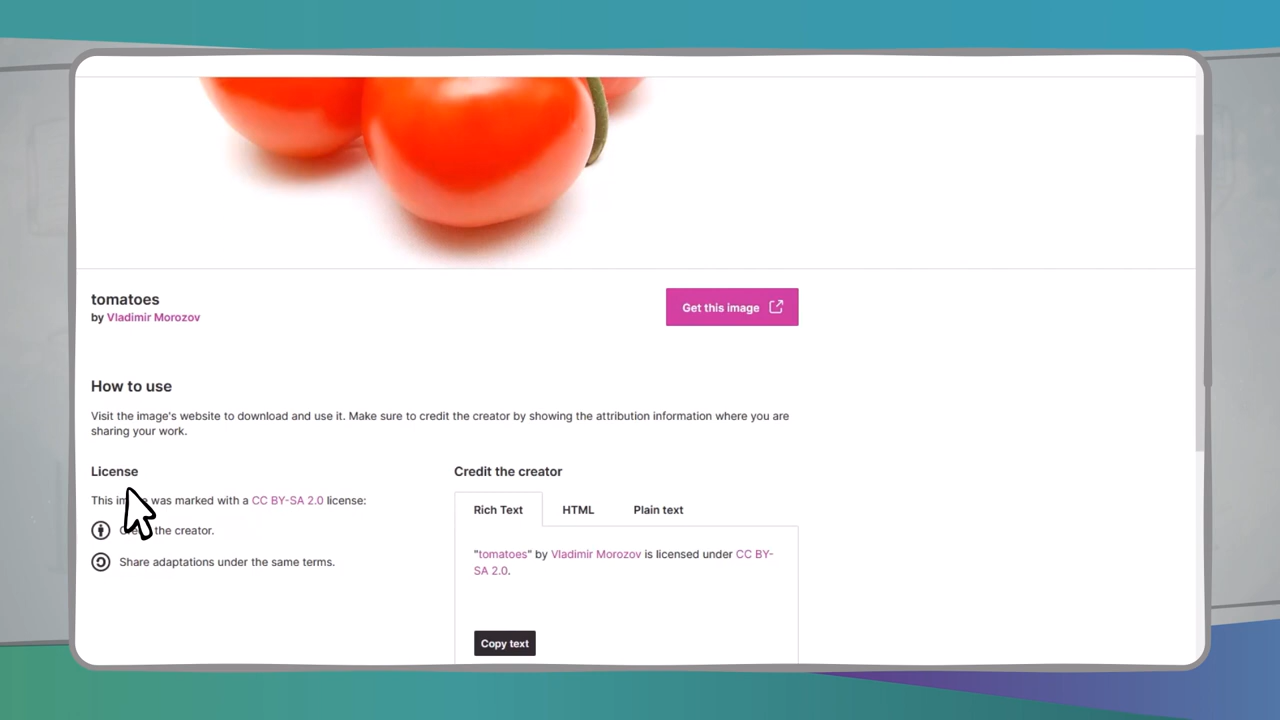 tomatoes
by Vladimir Morozov
Get this image
How to use
Visit the image's website to download and use it. Make sure to credit the creator by showing the attribution information where you are
sharing your work.
License
Credit the creator
This was marked with a CC BY-SA 2.0 license:
the creator.
Share adaptations under the same terms.
Rich Text
HTML
Plain text
"tomatoes" by Vladimir Morozov is licensed under CC BY-
SA 2.0.
Copy text